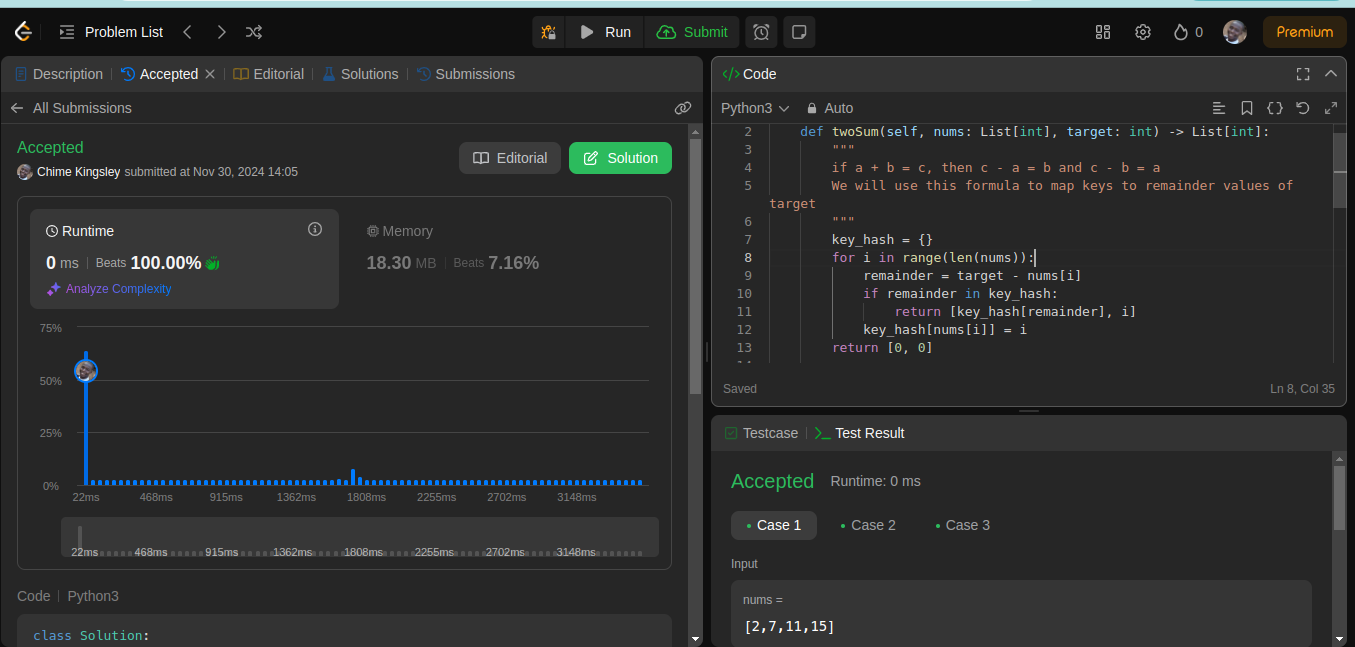 Problem List
Run
Submit
0
Premium
Description
Accepted
Editorial
Solutions
Submissions
All Submissions
Accepted
Chime Kingsley submitted at Nov 30, 2024 14:05
Editorial
Solution
Runtime
0 ms
Beats 100.00%
Analyze Complexity
Memory
18.30 MB
Beats 7.16%
75%
50%
25%
0%
22ms 468ms 915ms 1362ms 1808ms 2255ms 2702ms 3148ms
22ms 468ms 915ms 1362ms 1808ms 2255ms 2702ms 3148ms
Code
Python3
class Solution:
</> Code
Python3
Auto
2 def twoSum(self, nums: List[int], target: int) -> List[int]:
3 """
4 if a + b = c, then c - a = b and c - b = a
5 We will use this formula to map keys to remainder values of
target
6 """
7 key_hash = {}
8 for i in range(len(nums)):
9 remainder = target - nums[i]
10 if remainder in key_hash:
11 return [key_hash[remainder], i]
12 key_hash[nums[i]] = i
13 return [0, 0]
Saved
Ln 8, Col 35
Testcase
Test Result
Accepted
Runtime: 0 ms
Case 1
Case 2
Case 3
Input
nums =
[2,7,11,15]